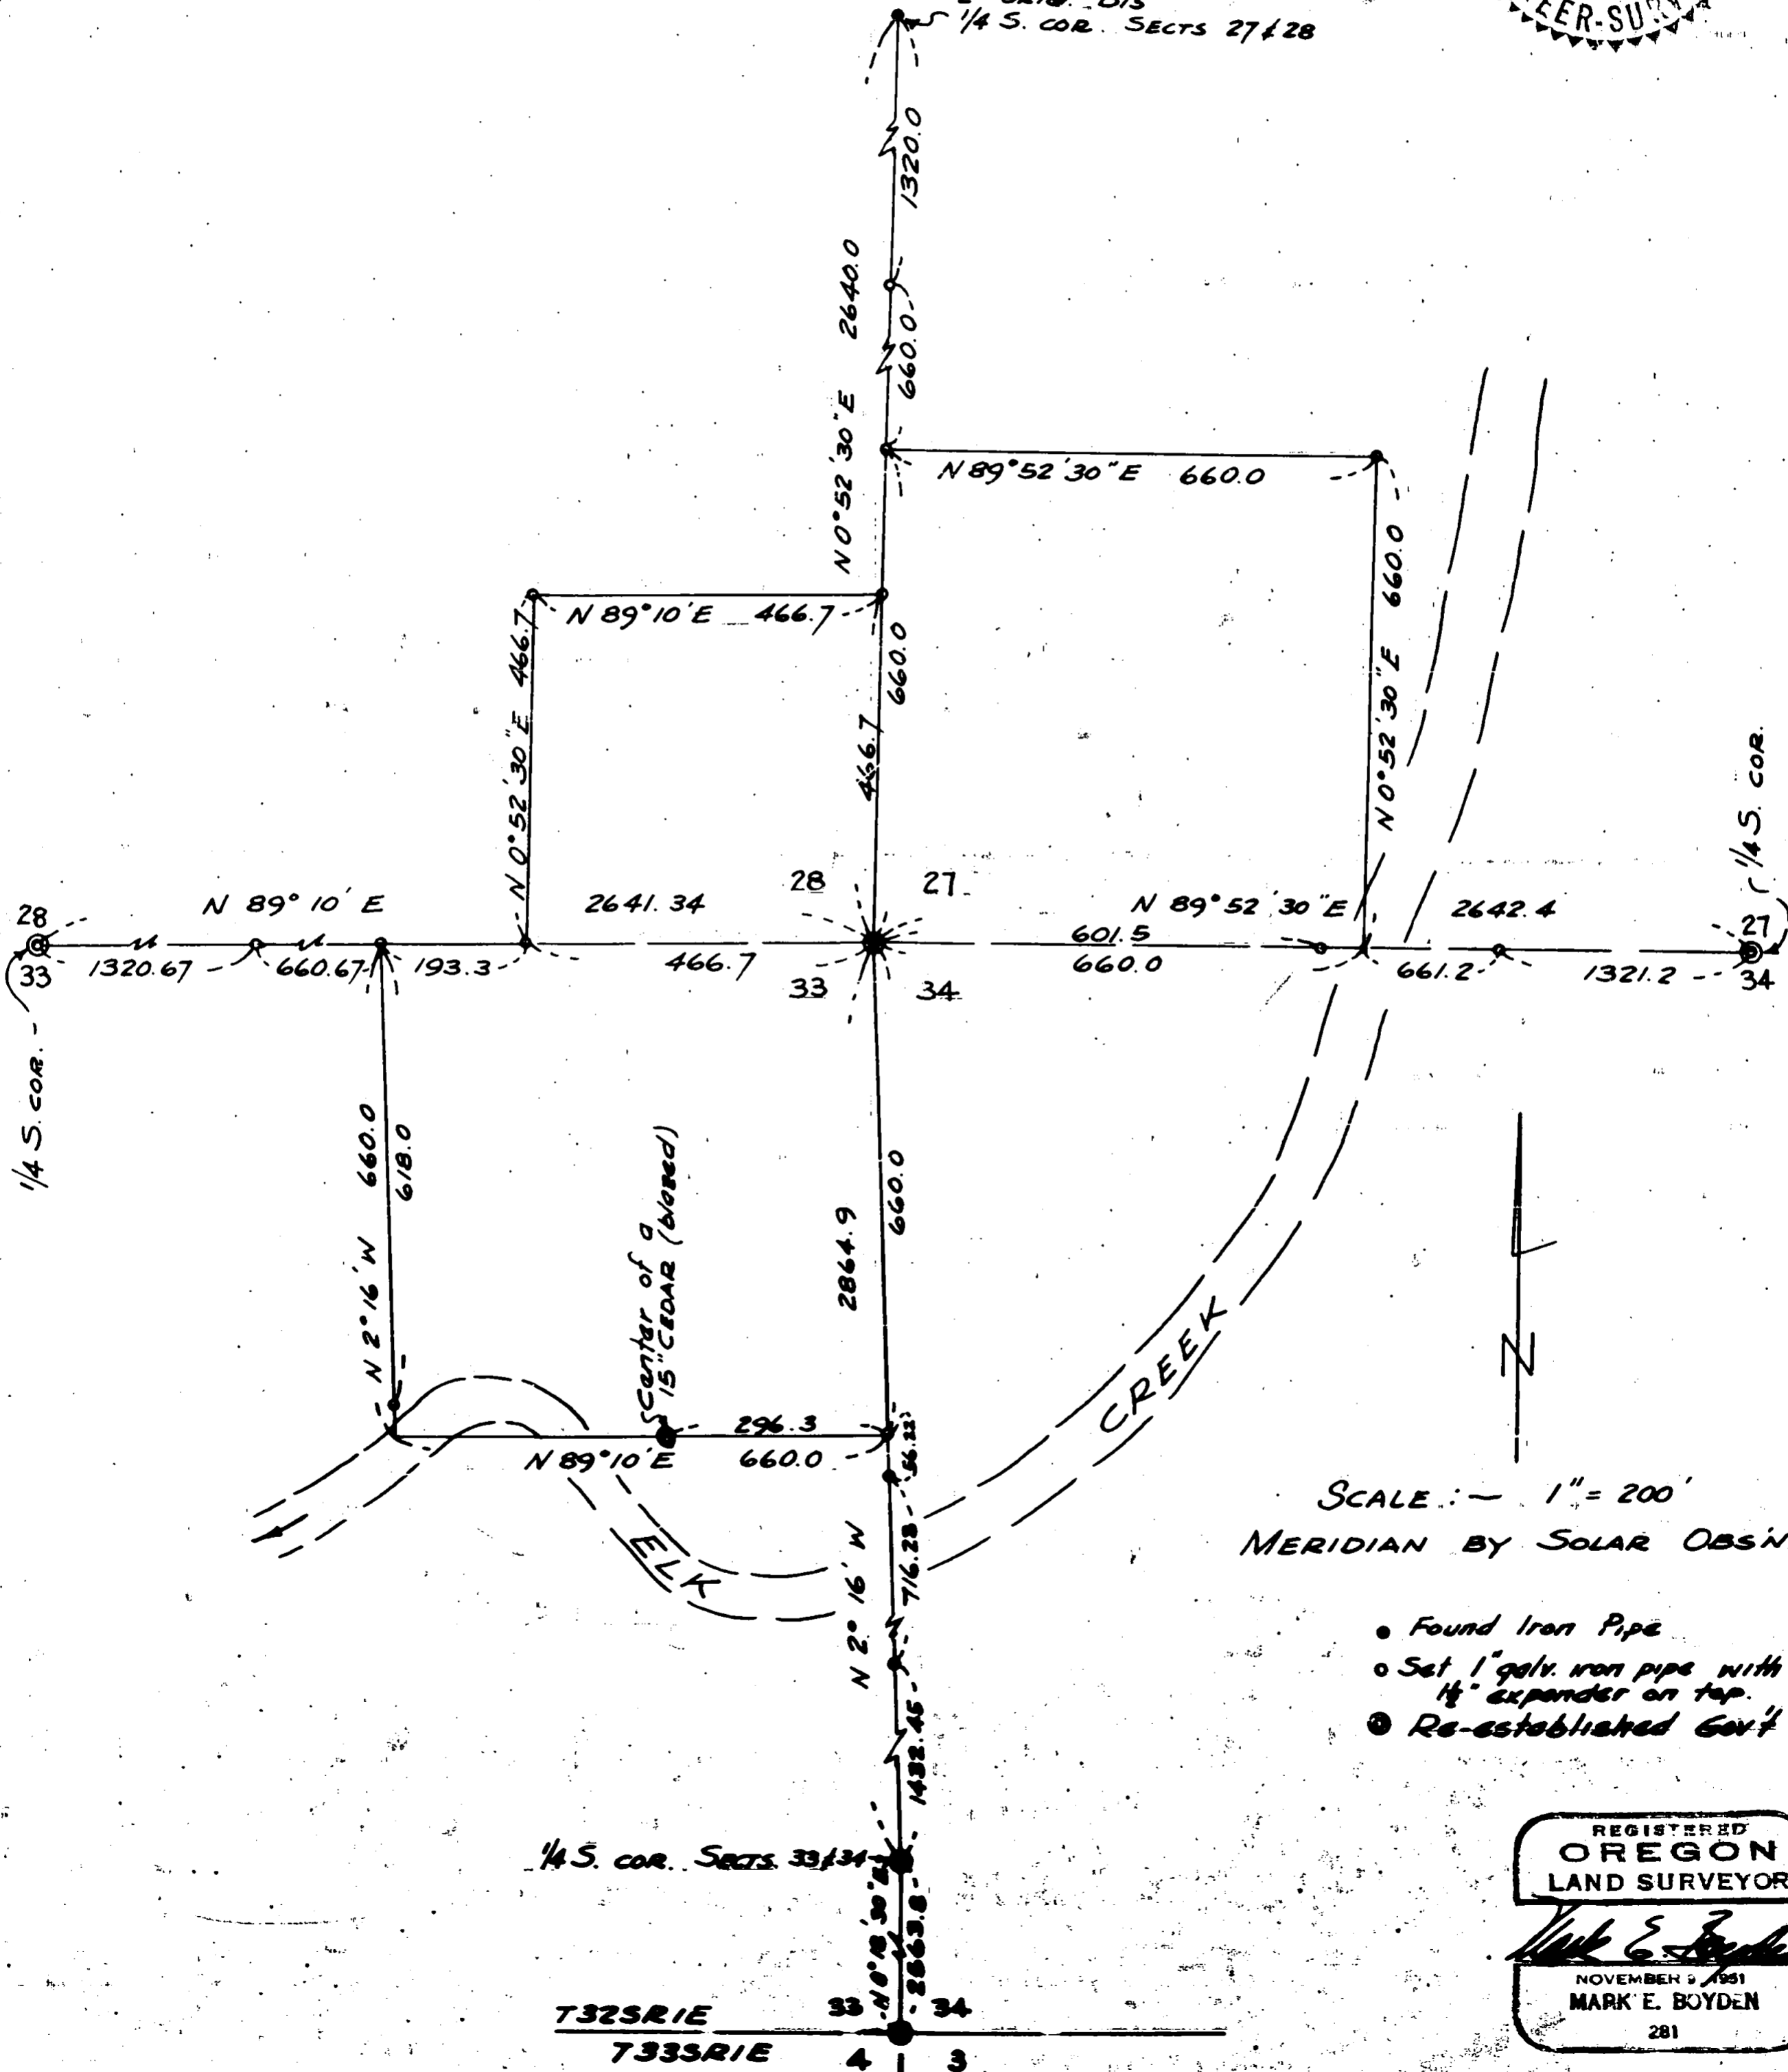 1/4 S. COR. SECTS 27 & 28
1320.0
N 0° 52' 30" E 2640.0
660.0
N 89° 52' 30" E 660.0
N 0° 52' 30" E 660.0
N 89° 10' E 466.7
N 0° 52' 30" E 466.7
660.0
466.7
1/4 S. COR.
28
33
N 89° 10' E
2641.34
28
27
N 89° 52' 30" E
2642.4
27
34
1320.67
660.67
193.3
466.7
601.5
660.0
661.2
1321.2
33
34
1/4 S. COR.
N 2° 16' W 660.0
618.0
Center of a
15" CEDAR (blazed)
2864.9
660.0
296.3
N 89° 10' E 660.0
56.22
CREEK
ELK
N 2° 16' W
716.23
1432.45
1/4 S. COR. SECTS. 33 & 34
2663.8
T32SR1E
33
34
T33SR1E
4
3
N
SCALE :— 1" = 200'
MERIDIAN BY SOLAR OBS'N
Found Iron Pipe
Set 1" galv. iron pipe with
expander on top.
Re-established Gov't
REGISTERED
OREGON
LAND SURVEYOR
Mark E. Boyden
NOVEMBER 9, 1951
MARK E. BOYDEN
281